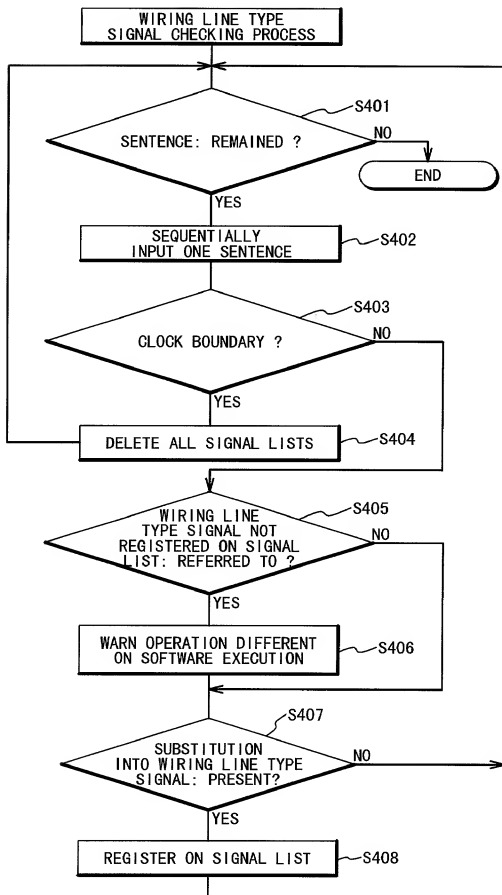 WIRING LINE TYPE
SIGNAL CHECKING PROCESS
S401
SENTENCE: REMAINED ?
NO
END
YES
SEQUENTIALLY
INPUT ONE SENTENCE
S402
S403
CLOCK BOUNDARY ?
NO
YES
DELETE ALL SIGNAL LISTS
S404
S405
WIRING LINE
TYPE SIGNAL NOT
REGISTERED ON SIGNAL
LIST: REFERRED TO ?
NO
YES
WARN OPERATION DIFFERENT
ON SOFTWARE EXECUTION
S406
S407
SUBSTITUTION
INTO WIRING LINE TYPE
SIGNAL: PRESENT?
NO
YES
REGISTER ON SIGNAL LIST
S408